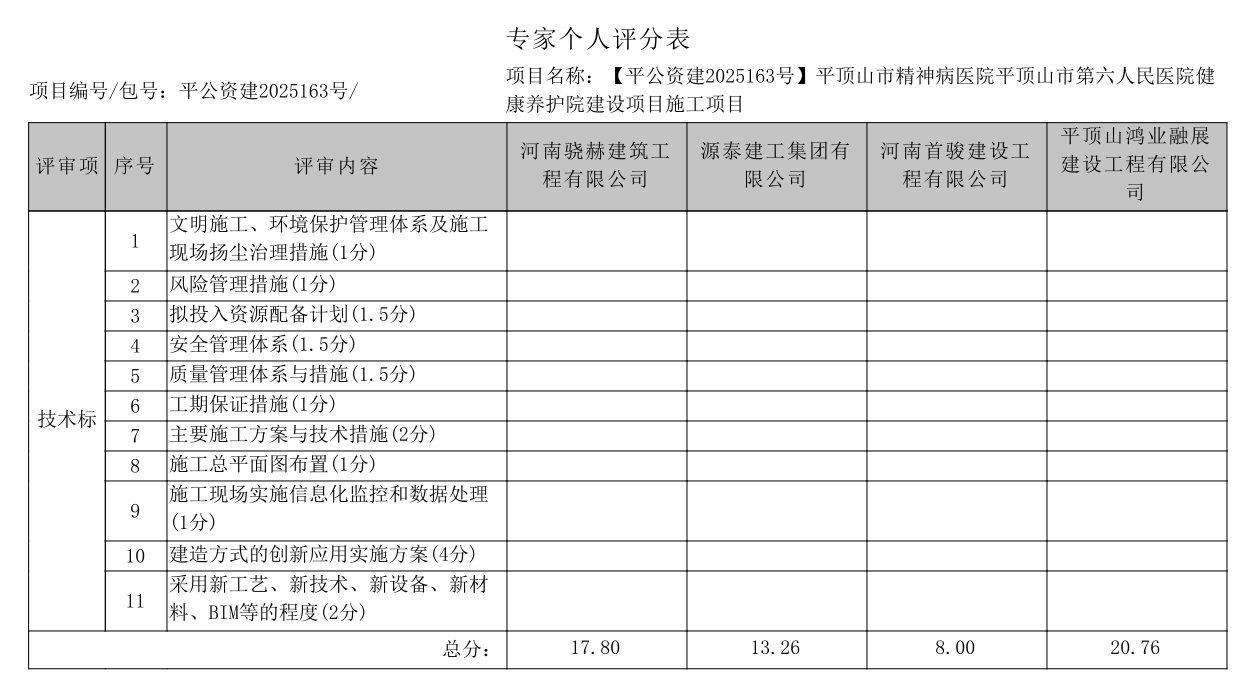 专家个人评分表
项目编号/包号：平公资建2025163号/
项目名称：【平公资建2025163号】平顶山市精神病医院平顶山市第六人民医院健
康养护院建设项目施工项目
评审项
序号
评审内容
河南骁赫建筑工
程有限公司
源泰建工集团有
限公司
河南首骏建设工
程有限公司
平顶山鸿业融展
建设工程有限公
司
技术标
1
文明施工、环境保护管理体系及施工
现场扬尘治理措施(1分)
2
风险管理措施(1分)
3
拟投入资源配备计划(1.5分)
4
安全管理体系(1.5分)
5
质量管理体系与措施(1.5分)
6
工期保证措施(1分)
7
主要施工方案与技术措施(2分)
8
施工总平面图布置(1分)
9
施工现场实施信息化监控和数据处理
(1分)
10
建造方式的创新应用实施方案(4分)
11
采用新工艺、新技术、新设备、新材
料、BIM等的程度(2分)
总分：
17.80
13.26
8.00
20.76